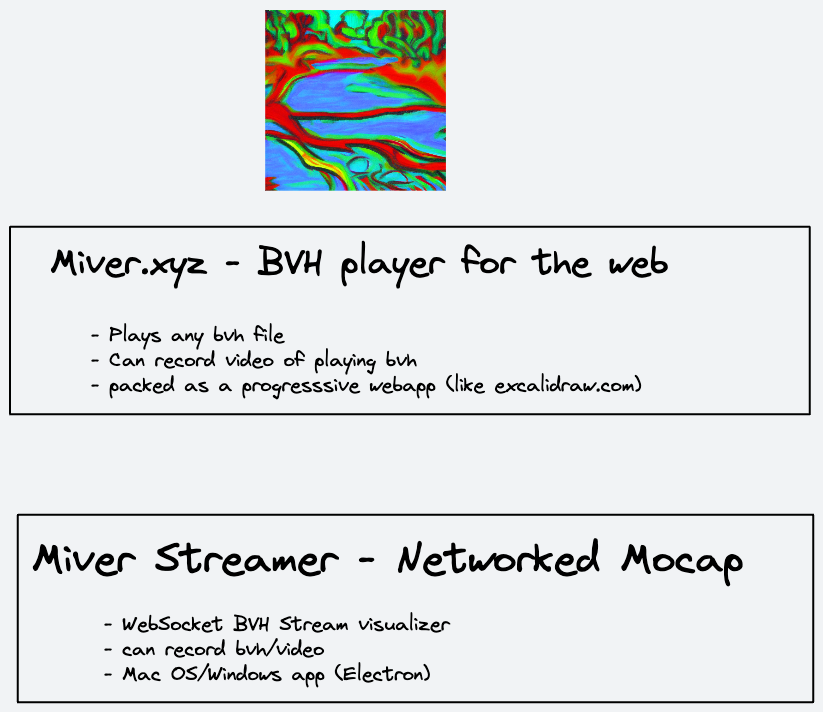 Miver.xyz - BVH player for the web
- Plays any bvh file
- Can record video of playing bvh
- packed as a progresssive webapp (like excalidraw.com)
Miver Streamer - Networked Mocap
- WebSocket BVH Stream visualizer
- can record bvh/video
- Mac OS/Windows app (Electron)